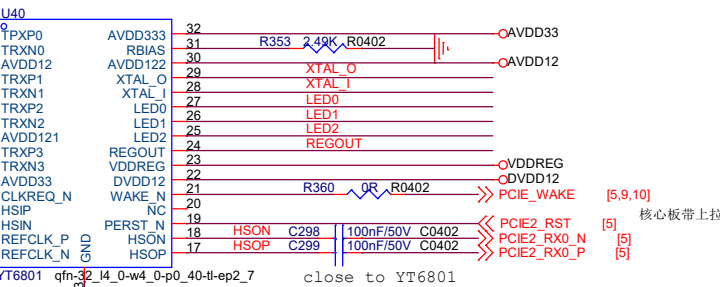 U40
TPXP0 AVDD333 32 AVDD33
TRXN0 RBIAS 31 R353 2.49K R0402
AVDD12 AVDD122 30 AVDD12
TRXP1 XTAL_O 29 XTAL_O
TRXN1 XTAL_I 28 XTAL_I
TRXP2 LED0 27 LED0
TRXN2 LED1 26 LED1
AVDD121 LED2 25 LED2
TRXP3 REGOUT 24 REGOUT
TRXN3 VDDREG 23 VDDREG
AVDD33 DVDD12 22 DVDD12
CLKREQ_N WAKE_N 21 R360 0R R0402 PCIE_WAKE [5,9,10]
HSIP NC 20
核心板带上拉
HSIN PERST_N 19 PCIE2_RST [5]
REFCLK_P HSON 18 HSON C298 100nF/50V C0402 PCIE2_RX0_N [5]
REFCLK_N HSOP 17 HSOP C299 100nF/50V C0402 PCIE2_RX0_P [5]
GND
YT6801 qfn-32_l4_0-w4_0-p0_40-tl-ep2_7 close to YT6801